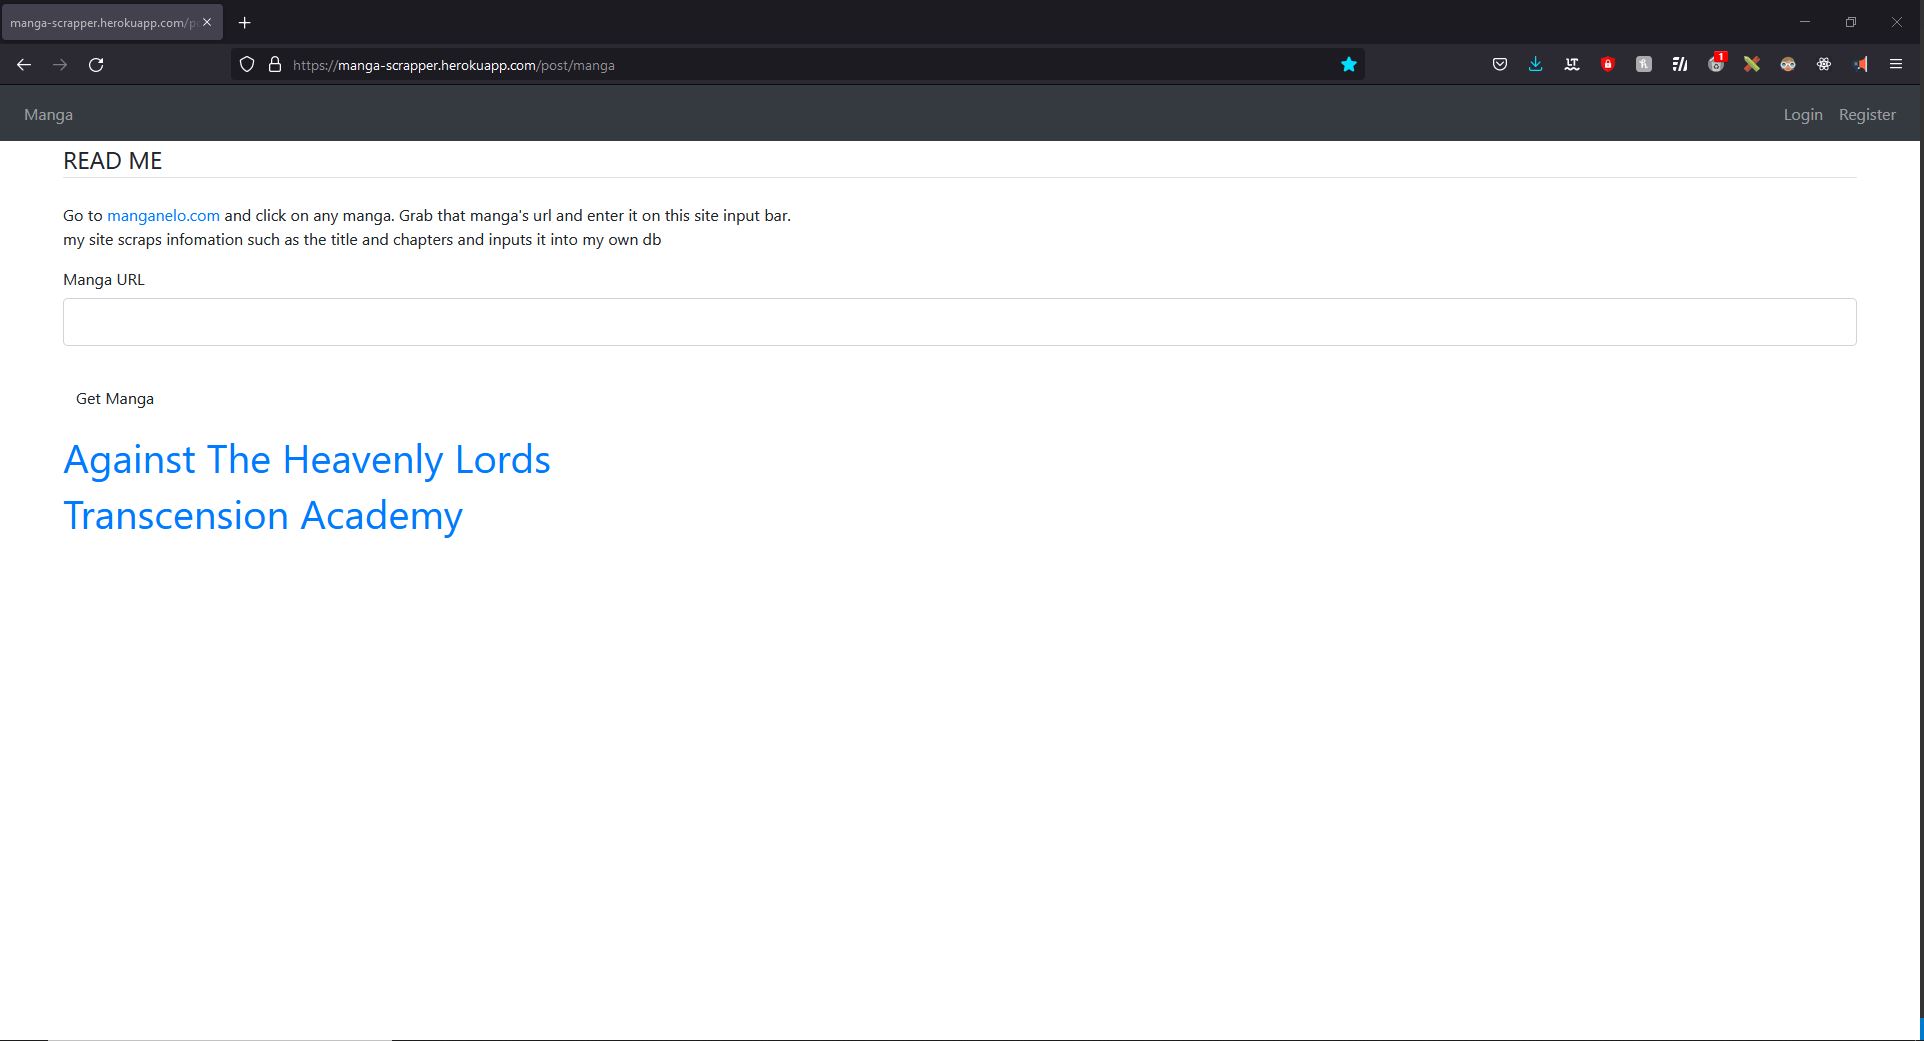 manga-scrapper.herokuapp.com/p
https://manga-scrapper.herokuapp.com/post/manga
1
Manga
Login Register
READ ME
Go to manganelo.com and click on any manga. Grab that manga's url and enter it on this site input bar.
my site scraps infomation such as the title and chapters and inputs it into my own db
Manga URL
Get Manga
Against The Heavenly Lords
Transcension Academy